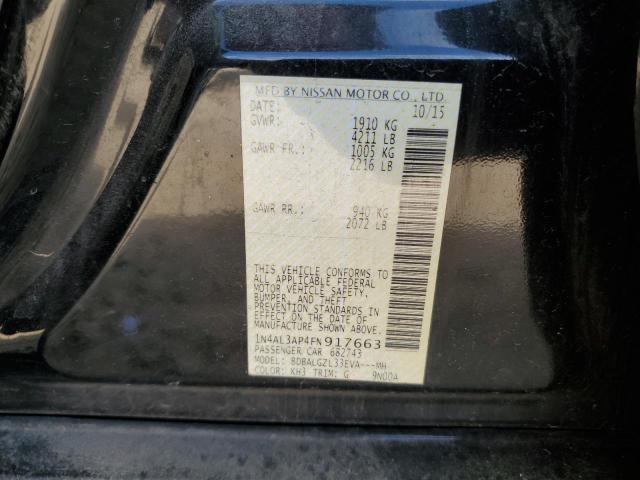 MFD BY NISSAN MOTOR CO., LTD.
DATE: 10/15
GVWR: 1910 KG
4211 LB
GAWR FR.: 1005 KG
2216 LB
GAWR RR.: 940 KG
2072 LB
THIS VEHICLE CONFORMS TO
ALL APPLICABLE FEDERAL
MOTOR VEHICLE SAFETY,
BUMPER, AND THEFT
PREVENTION STANDARDS IN
EFFECT ON THE DATE OF
MANUFACTURE SHOWN ABOVE.
1N4AL3AP4FN917663
PASSENGER CAR 682743
MODEL: BDBALGZL33EVA---MH
COLOR: KH3 TRIM: G 9N00A